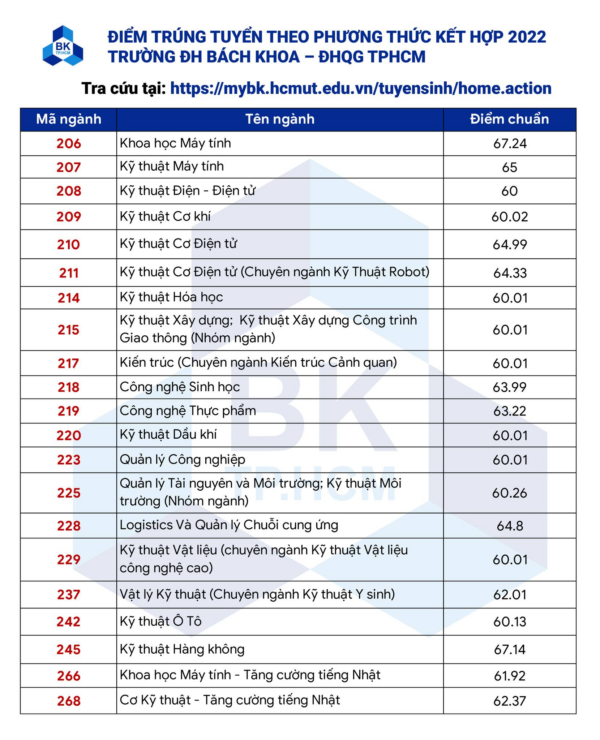 BK
TP.HCM
ĐIỂM TRÚNG TUYỂN THEO PHƯƠNG THỨC KẾT HỢP 2022
TRƯỜNG ĐH BÁCH KHOA – ĐHQG TPHCM
Tra cứu tại: https://mybk.hcmut.edu.vn/tuyensinh/home.action
Mã ngành Tên ngành Điểm chuẩn
206 Khoa học Máy tính 67.24
207 Kỹ thuật Máy tính 65
208 Kỹ thuật Điện - Điện tử 60
209 Kỹ thuật Cơ khí 60.02
210 Kỹ thuật Cơ Điện tử 64.99
211 Kỹ thuật Cơ Điện tử (Chuyên ngành Kỹ Thuật Robot) 64.33
214 Kỹ thuật Hóa học 60.01
215 Kỹ thuật Xây dựng; Kỹ thuật Xây dựng Công trình
Giao thông (Nhóm ngành) 60.01
217 Kiến trúc (Chuyên ngành Kiến trúc Cảnh quan) 60.01
218 Công nghệ Sinh học 63.99
219 Công nghệ Thực phẩm 63.22
220 Kỹ thuật Dầu khí 60.01
223 Quản lý Công nghiệp 60.01
225 Quản lý Tài nguyên và Môi trường; Kỹ thuật Môi
trường (Nhóm ngành) 60.26
228 Logistics Và Quản lý Chuỗi cung ứng 64.8
229 Kỹ thuật Vật liệu (chuyên ngành Kỹ thuật Vật liệu
công nghệ cao) 60.01
237 Vật lý Kỹ thuật (Chuyên ngành Kỹ thuật Y sinh) 62.01
242 Kỹ thuật Ô Tô 60.13
245 Kỹ thuật Hàng không 67.14
266 Khoa học Máy tính - Tăng cường tiếng Nhật 61.92
268 Cơ Kỹ thuật - Tăng cường tiếng Nhật 62.37
BK
TP.HCM